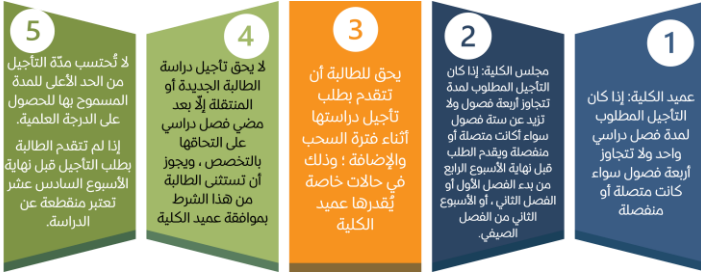 1
عميد الكلية: إذا كان
التأجيل المطلوب
لمدة فصل دراسي
واحد ولا تتجاوز
أربعة فصول سواء
كانت متصلة أو
منفصلة
2
مجلس الكلية: إذا كان
التأجيل المطلوب لمدة
تتجاوز أربعة فصول ولا
تزيد عن ستة فصول
سواء أكانت متصلة أو
منفصلة ويقدم الطلب
قبل نهاية الأسبوع الرابع
من بدء الفصل الأول أو
الفصل الثاني ، أو الأسبوع
الثاني من الفصل
الصيفي.
3
يحق للطالبة أن
تتقدم بطلب
تأجيل دراستها
أثناء فترة السحب
والإضافة ؛ وذلك
في حالات خاصة
يُقدرها عميد
الكلية
4
لا يحق تأجيل دراسة
الطالبة الجديدة أو
المنتقلة إلّا بعد
مضي فصل دراسي
على التحاقها
بالتخصص ، ويجوز
أن تستثنى الطالبة
من هذا الشرط
بموافقة عميد الكلية
5
لا تُحتسب مدّة التأجيل
من الحد الأعلى للمدة
المسموح بها للحصول
على الدرجة العلمية.
إذا لم تتقدم الطالبة
بطلب التأجيل قبل نهاية
الأسبوع السادس عشر
تعتبر منقطعة عن
الدراسة.